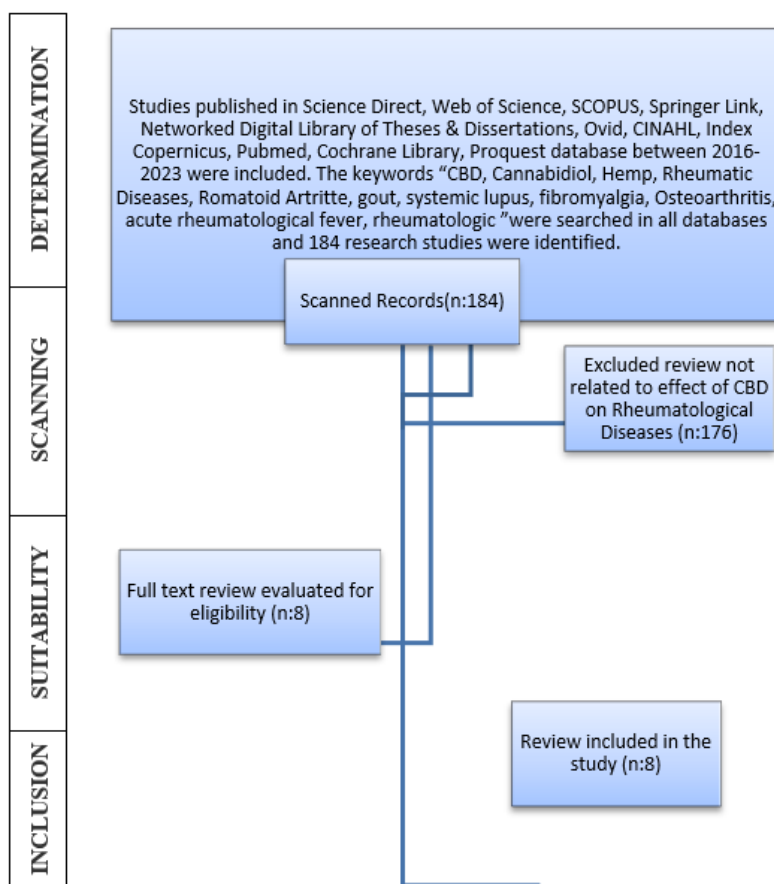 DETERMINATION
Studies published in Science Direct, Web of Science, SCOPUS, Springer Link,
Networked Digital Library of Theses & Dissertations, Ovid, CINAHL, Index
Copernicus, Pubmed, Cochrane Library, Proquest database between 2016-
2023 were included. The keywords “CBD, Cannabidiol, Hemp, Rheumatic
Diseases, Romatoid Artritte, gout, systemic lupus, fibromyalgia, Osteoarthritis,
acute rheumatological fever, rheumatologic ”were searched in all databases
and 184 research studies were identified.
Scanned Records(n:184)
SCANNING
Excluded review not
related to effect of CBD
on Rheumatological
Diseases (n:176)
SUITABILITY
Full text review evaluated for
eligibility (n:8)
INCLUSION
Review included in the
study (n:8)